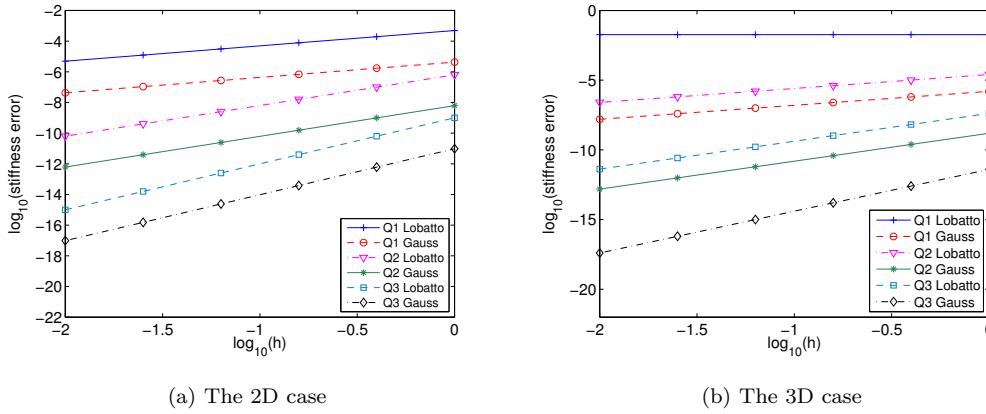 −2
−4
−6
−8
−10
−12
−14
−16
−18
−20
−22
log10(stiffness error)
−2
−1.5
−1
−0.5
0
log10(h)
Q1 Lobatto
Q1 Gauss
Q2 Lobatto
Q2 Gauss
Q3 Lobatto
Q3 Gauss
(a) The 2D case
0
−5
−10
−15
−20
log10(stiffness error)
−2
−1.5
−1
−0.5
0
log10(h)
Q1 Lobatto
Q1 Gauss
Q2 Lobatto
Q2 Gauss
Q3 Lobatto
Q3 Gauss
(b) The 3D case